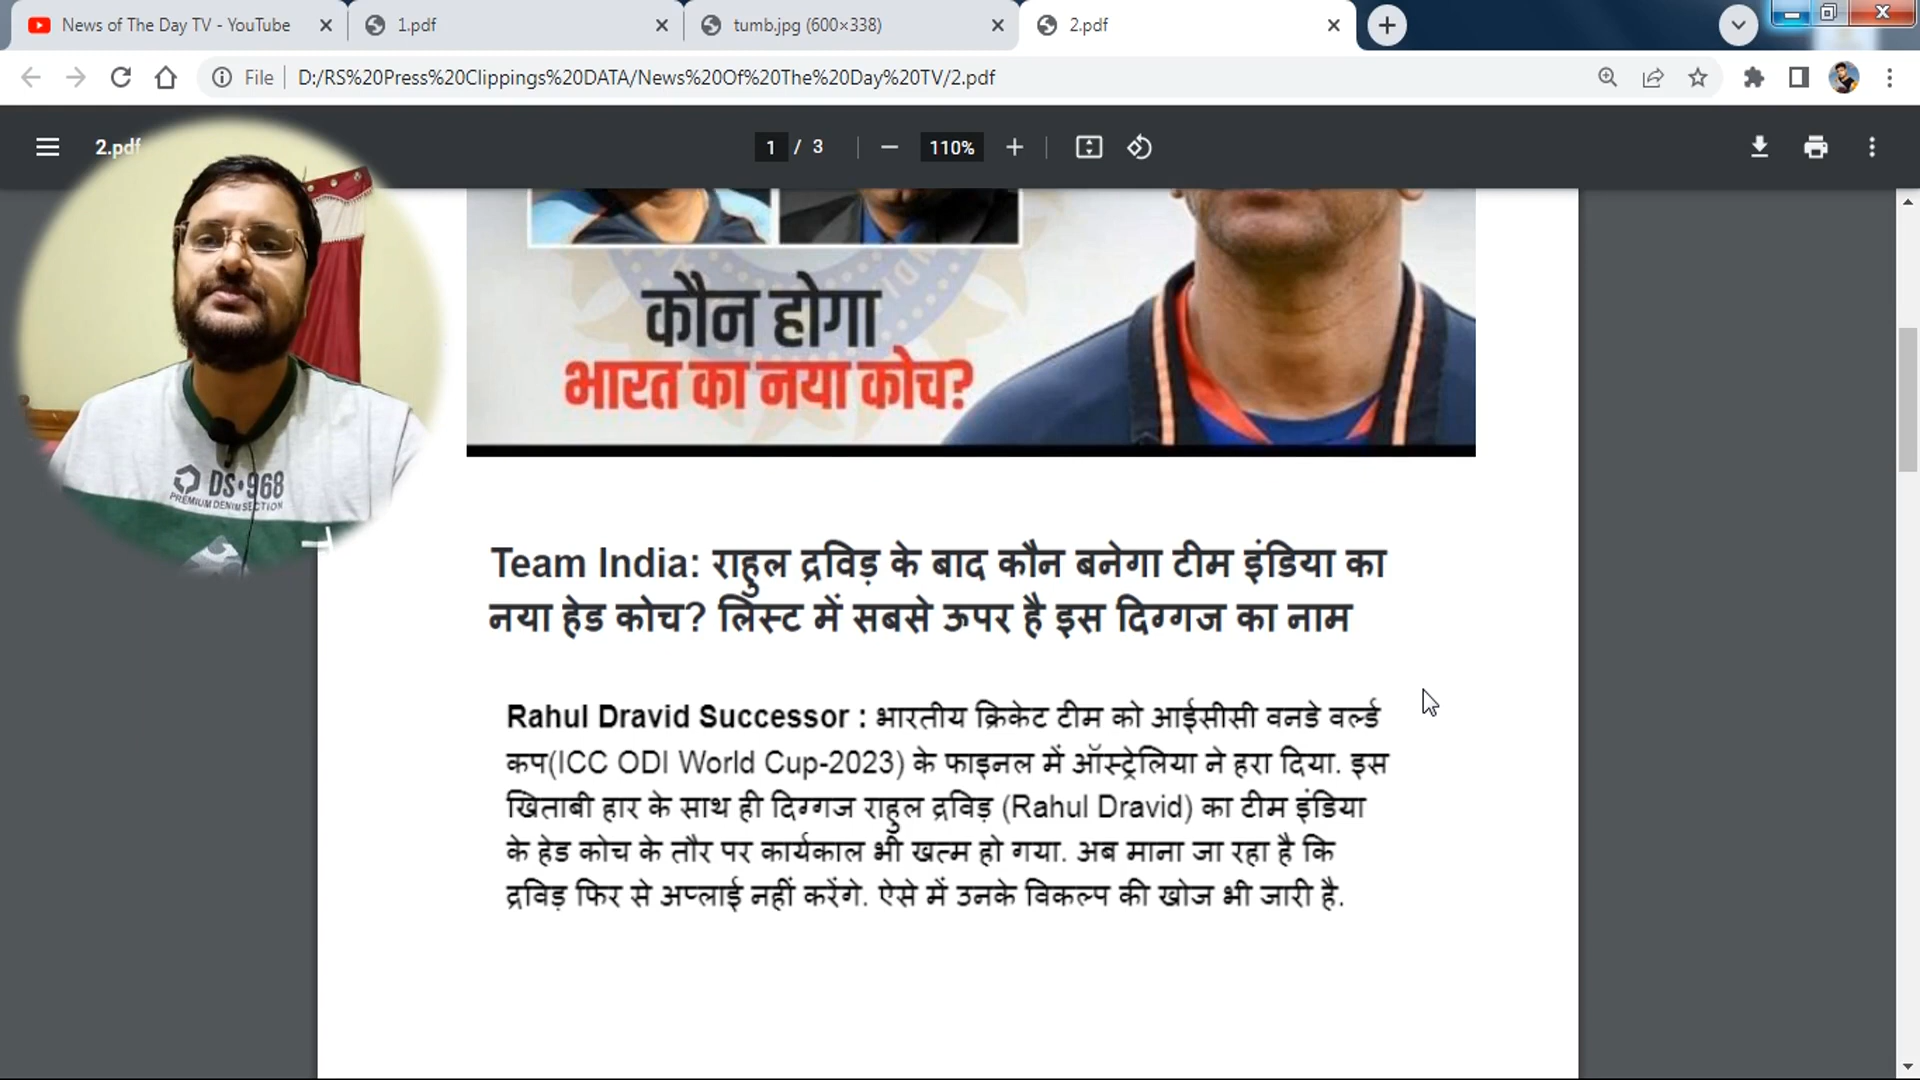 News of The Day TV - YouTube
1.pdf
tumb.jpg (600×338)
2.pdf
File
D:/RS%20Press%20Clippings%20DATA/News%20Of%20The%20Day%20TV/2.pdf
2.pdf
1 / 3
110%
कौन होगा
भारत का नया कोच?
DS•968
PREMIUM DENIM SECTION
Team India: राहुल द्रविड़ के बाद कौन बनेगा टीम इंडिया का
नया हेड कोच? लिस्ट में सबसे ऊपर है इस दिग्गज का नाम
Rahul Dravid Successor : भारतीय क्रिकेट टीम को आईसीसी वनडे वर्ल्ड
कप(ICC ODI World Cup-2023) के फाइनल में ऑस्ट्रेलिया ने हरा दिया. इस
खिताबी हार के साथ ही दिग्गज राहुल द्रविड़ (Rahul Dravid) का टीम इंडिया
के हेड कोच के तौर पर कार्यकाल भी खत्म हो गया. अब माना जा रहा है कि
द्रविड़ फिर से अप्लाई नहीं करेंगे. ऐसे में उनके विकल्प की खोज भी जारी है.